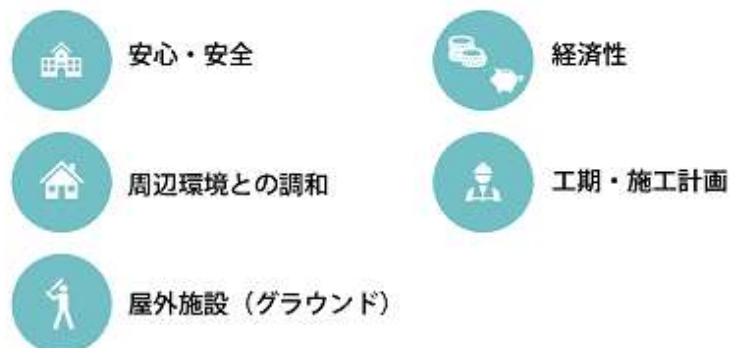 安心・安全
経済性
周辺環境との調和
工期・施工計画
屋外施設（グラウンド）